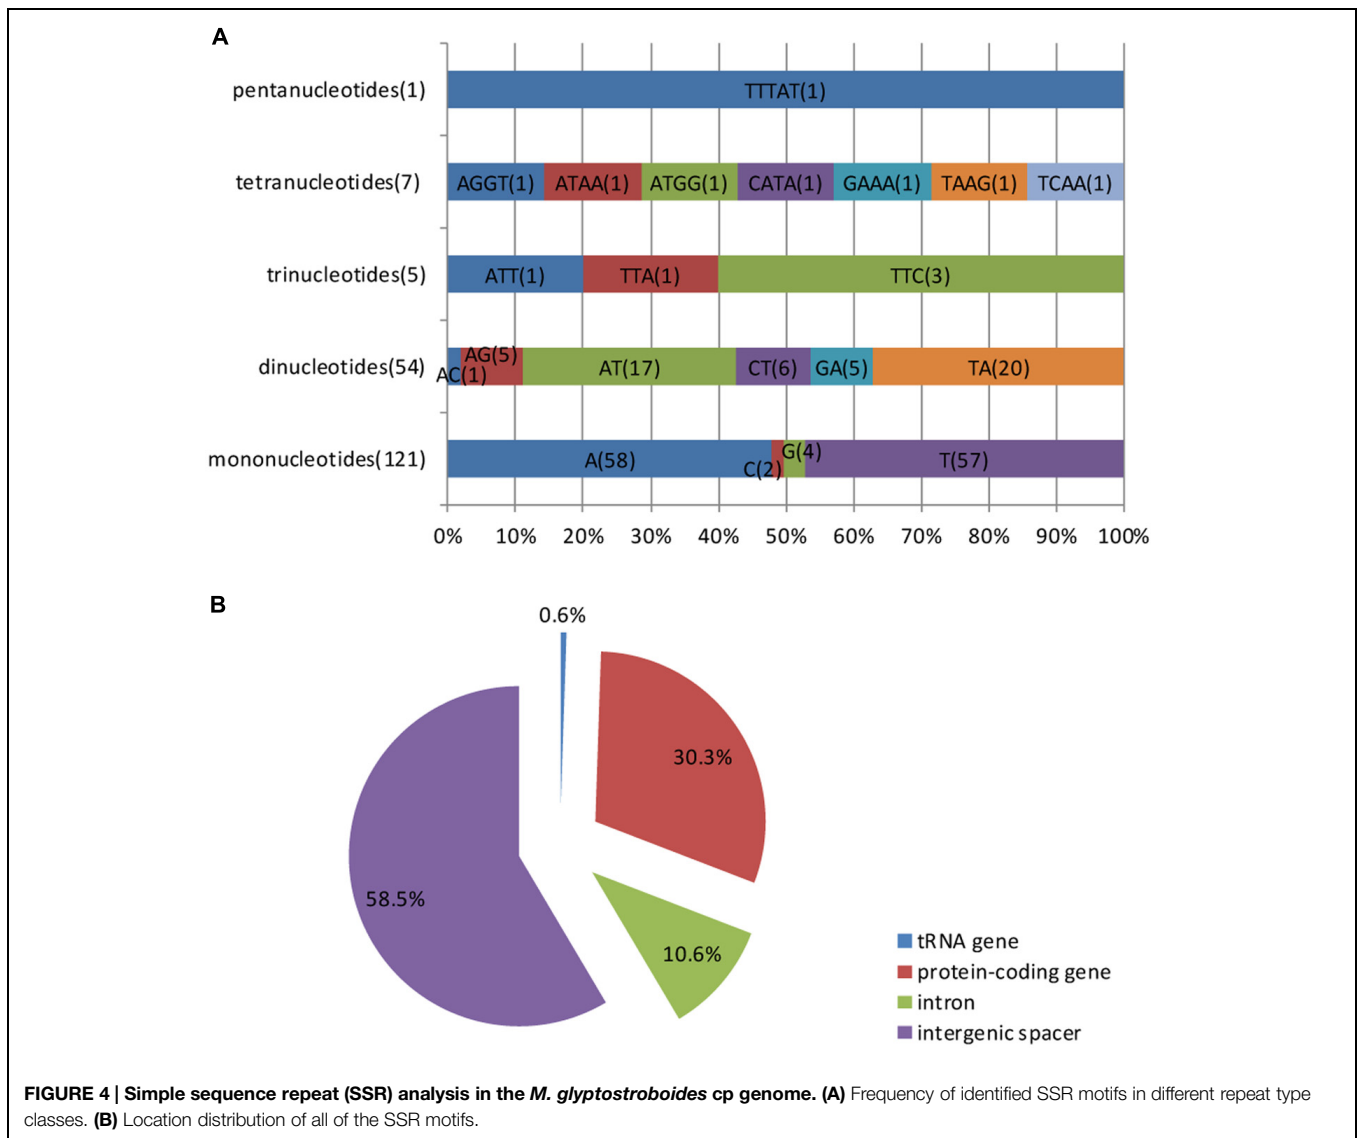 A
pentanucleotides(1)
TTTAT(1)
tetranucleotides(7)
AGGT(1) ATAA(1) ATGG(1) CATA(1) GAAA(1) TAAG(1) TCAA(1)
trinucleotides(5)
ATT(1) TTA(1) TTC(3)
dinucleotides(54)
AC(1) AG(5) AT(17) CT(6) GA(5) TA(20)
mononucleotides(121)
A(58) C(2) G(4) T(57)
0% 10% 20% 30% 40% 50% 60% 70% 80% 90% 100%
B
0.6%
30.3%
58.5%
10.6%
tRNA gene
protein-coding gene
intron
intergenic spacer
FIGURE 4 | Simple sequence repeat (SSR) analysis in the M. glyptostroboides cp genome. (A) Frequency of identified SSR motifs in different repeat type
classes. (B) Location distribution of all of the SSR motifs.